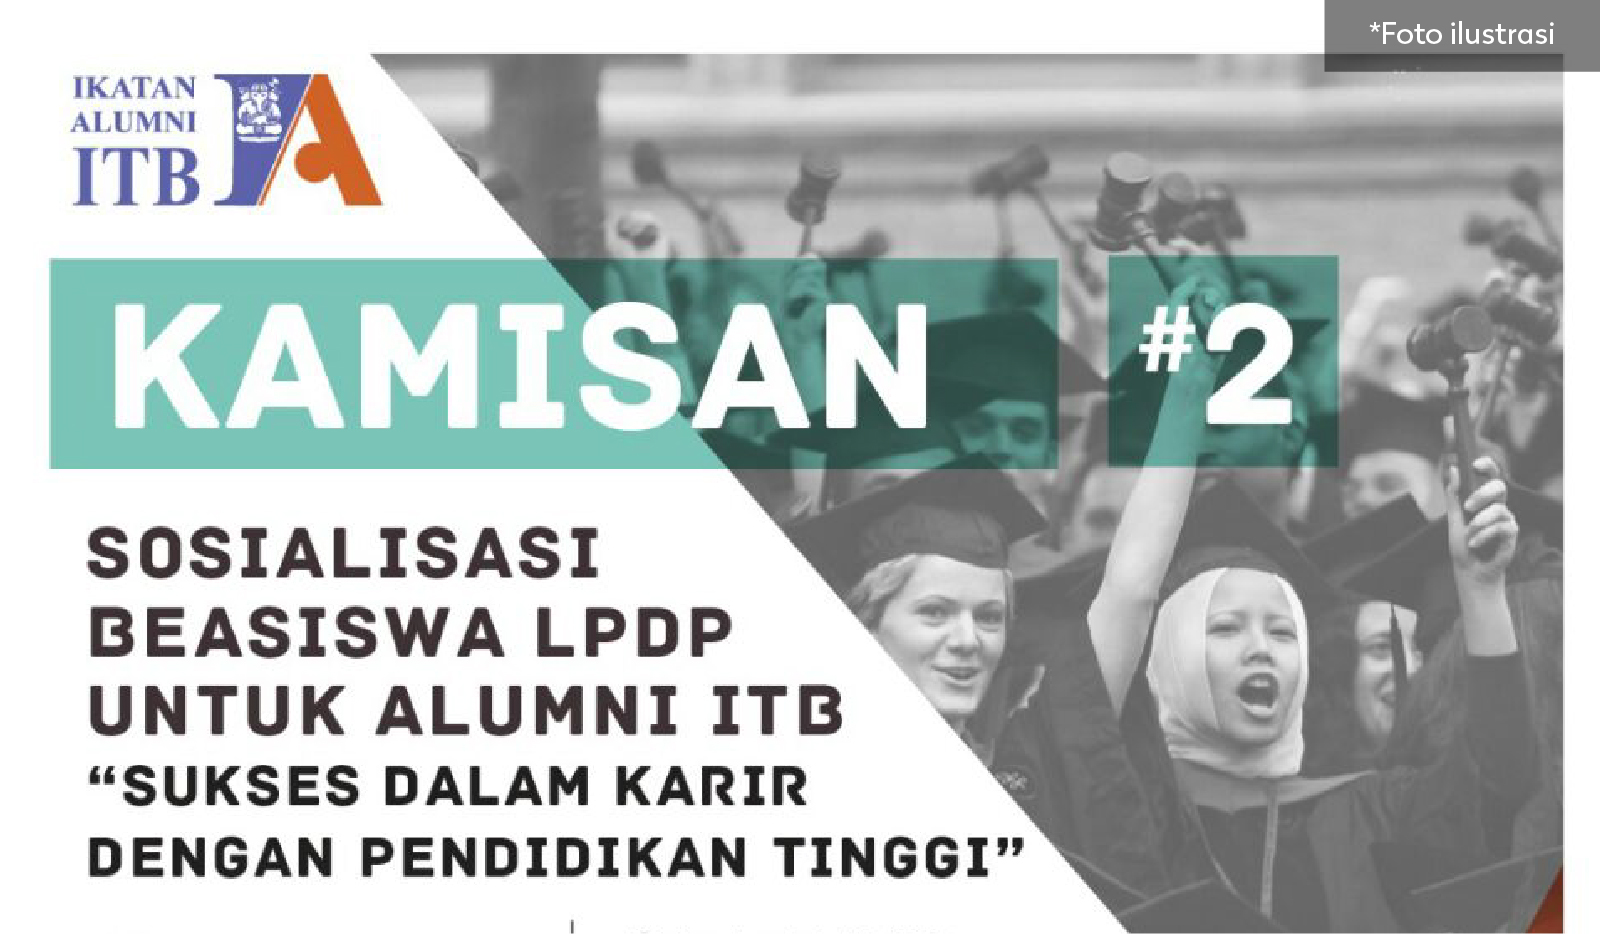 *Foto ilustrasi
IKATAN
ALUMNI
ITB IA
KAMISAN #2
SOSIALISASI
BEASISWA LPDP
UNTUK ALUMNI ITB
“SUKSES DALAM KARIR
DENGAN PENDIDIKAN TINGGI”